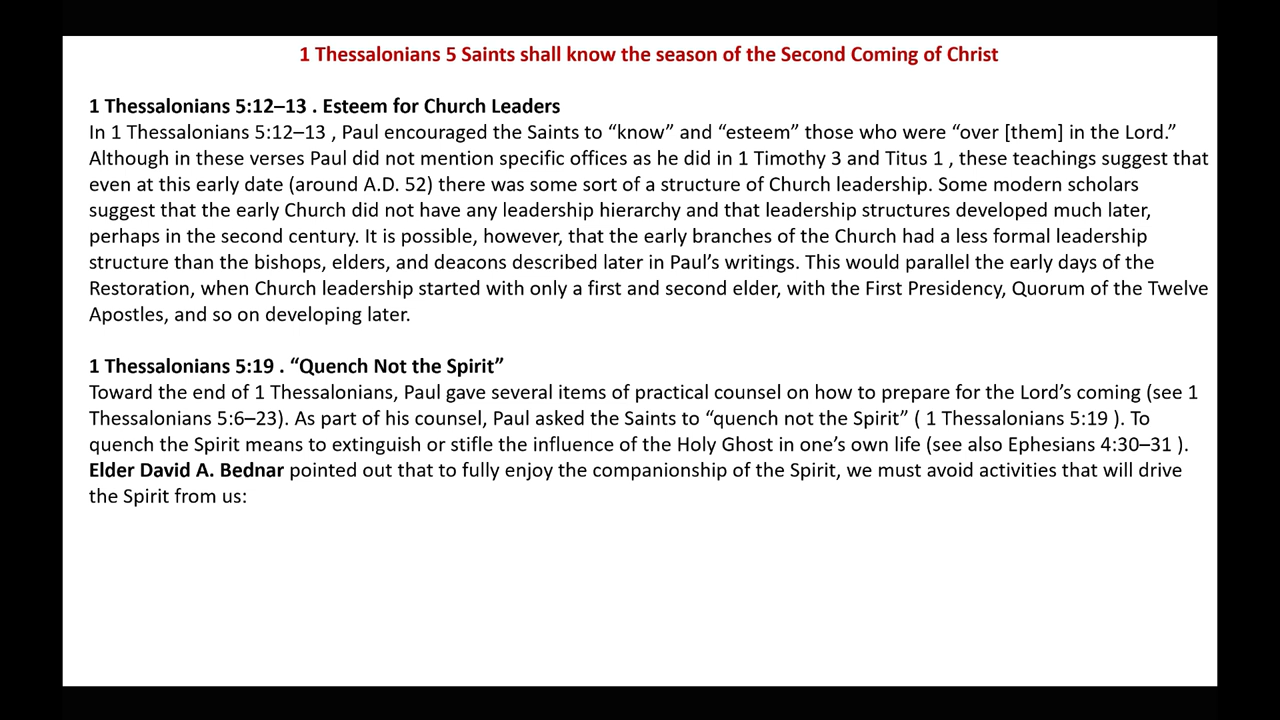 1 Thessalonians 5 Saints shall know the season of the Second Coming of Christ
1 Thessalonians 5:12–13 . Esteem for Church Leaders
In 1 Thessalonians 5:12–13 , Paul encouraged the Saints to “know” and “esteem” those who were “over [them] in the Lord.”
Although in these verses Paul did not mention specific offices as he did in 1 Timothy 3 and Titus 1 , these teachings suggest that
even at this early date (around A.D. 52) there was some sort of a structure of Church leadership. Some modern scholars
suggest that the early Church did not have any leadership hierarchy and that leadership structures developed much later,
perhaps in the second century. It is possible, however, that the early branches of the Church had a less formal leadership
structure than the bishops, elders, and deacons described later in Paul’s writings. This would parallel the early days of the
Restoration, when Church leadership started with only a first and second elder, with the First Presidency, Quorum of the Twelve
Apostles, and so on developing later.
1 Thessalonians 5:19 . “Quench Not the Spirit”
Toward the end of 1 Thessalonians, Paul gave several items of practical counsel on how to prepare for the Lord’s coming (see 1
Thessalonians 5:6–23). As part of his counsel, Paul asked the Saints to “quench not the Spirit” ( 1 Thessalonians 5:19 ). To
quench the Spirit means to extinguish or stifle the influence of the Holy Ghost in one’s own life (see also Ephesians 4:30–31 ).
Elder David A. Bednar pointed out that to fully enjoy the companionship of the Spirit, we must avoid activities that will drive
the Spirit from us: